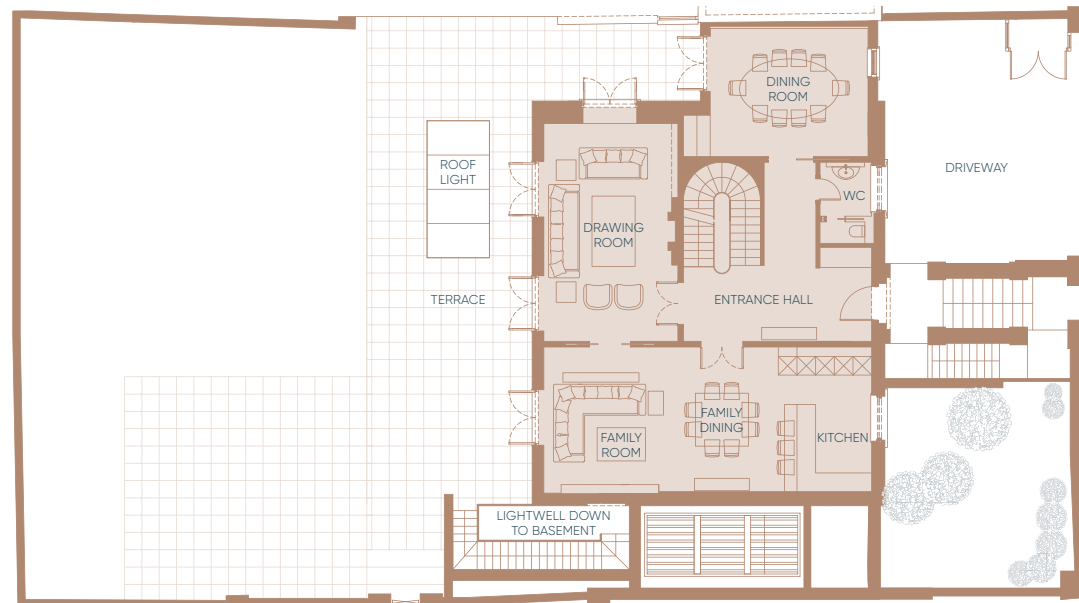 DINING
ROOM
ROOF
LIGHT
DRIVEWAY
WC
DRAWING
ROOM
TERRACE
ENTRANCE HALL
FAMILY
DINING
FAMILY
ROOM
KITCHEN
LIGHTWELL DOWN
TO BASEMENT